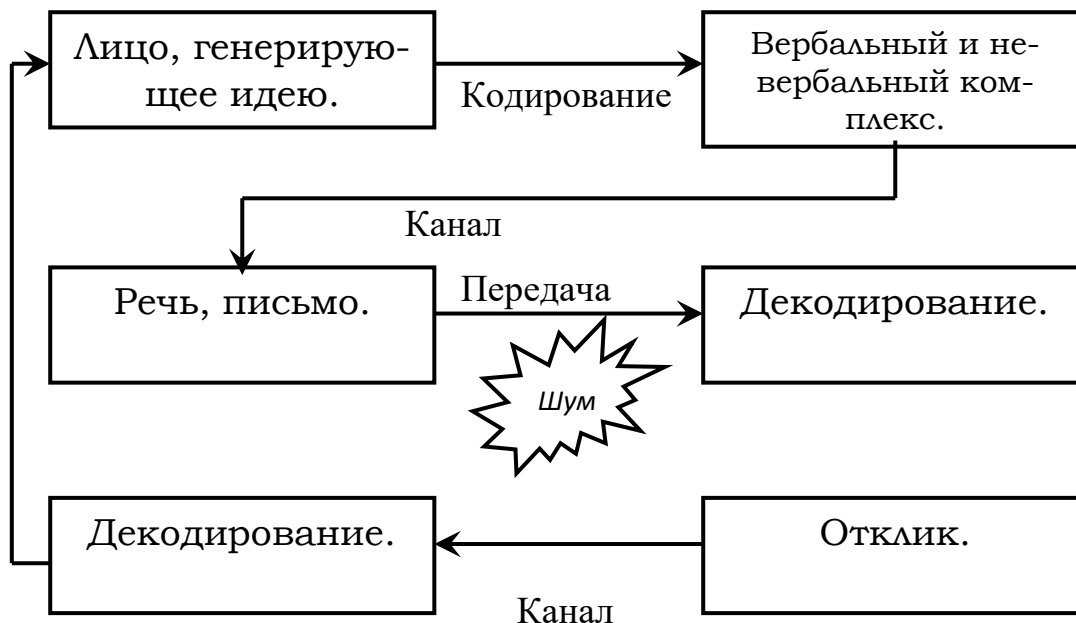 Лицо, генерирую-
щее идею.
Кодирование
Вербальный и не-
вербальный ком-
плекс.
Канал
Речь, письмо.
Передача
Декодирование.
Шум
Декодирование.
Отклик.
Канал